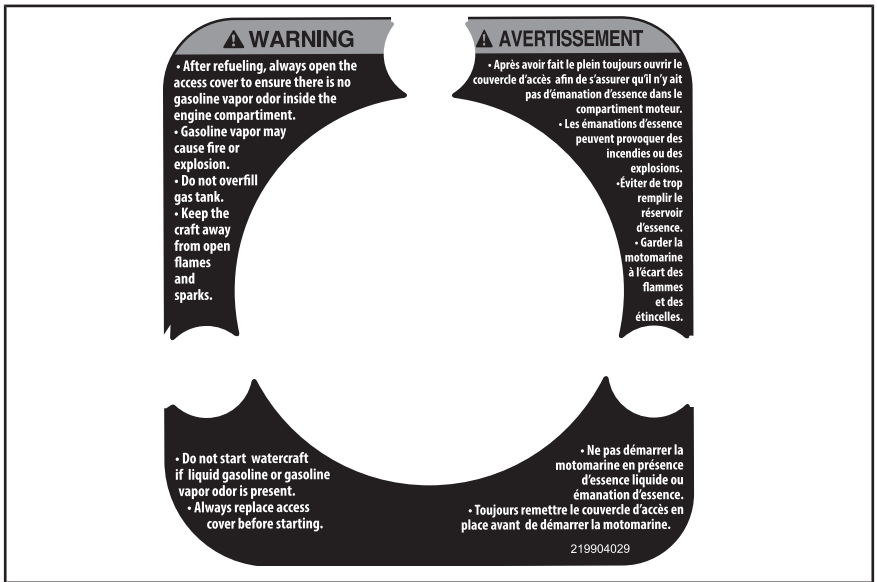 WARNING
• After refueling, always open the
access cover to ensure there is no
gasoline vapor odor inside the
engine compartiment.
• Gasoline vapor may
cause fire or
explosion.
• Do not overfill
gas tank.
• Keep the
craft away
from open
flames
and
sparks.
• Do not start watercraft
if liquid gasoline or gasoline
vapor odor is present.
• Always replace access
cover before starting.
AVERTISSEMENT
• Après avoir fait le plein toujours ouvrir le
couvercle d'accès afin de s'assurer qu'il n'y ait
pas d'émanation d'essence dans le
compartiment moteur.
• Les émanations d'essence
peuvent provoquer des
incendies ou des
explosions.
•Éviter de trop
remplir le
réservoir
d'essence.
• Garder la
motomarine
à l'écart des
flammes
et des
étincelles.
• Ne pas démarrer la
motomarine en présence
d'essence liquide ou
émanation d'essence.
• Toujours remettre le couvercle d'accès en
place avant de démarrer la motomarine.
219904029